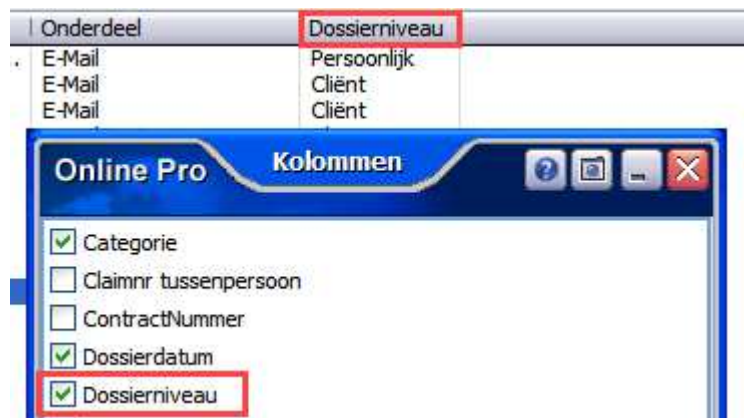 Onderdeel Dossierniveau
E-Mail Persoonlijk
E-Mail Cliënt
E-Mail Cliënt
Online Pro Kolommen
Categorie
Claimnr tussenpersoon
ContractNummer
Dossierdatum
Dossierniveau